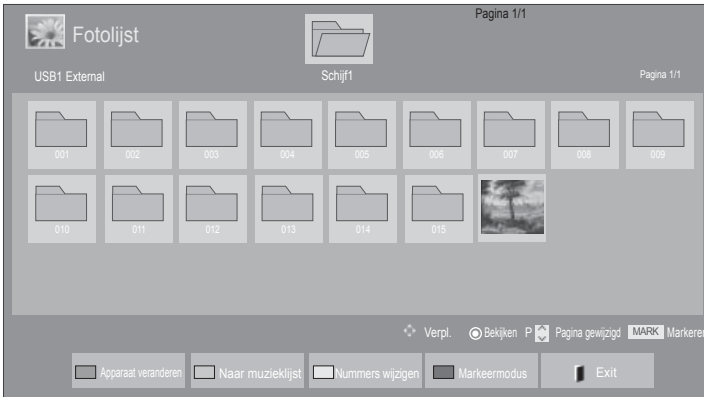 Pagina 1/1
Fotolijst
USB1 External
Schijf1
Pagina 1/1
001 002 003 004 005 006 007 008 009
010 011 012 013 014 015
Verpl. Bekijken P Pagina gewijzigd MARK Markeren
Apparaat veranderen Naar muzieklijst Nummers wijzigen Markeermodus Exit